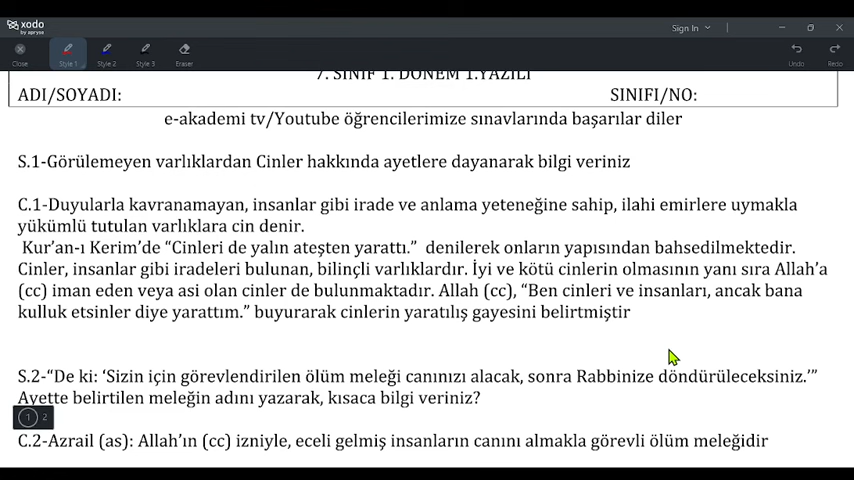 xodo
by apryse
Sign In
Close
Style 1
Style 2
Style 3
Eraser
Undo
Redo
7. SINIF 1. DÖNEM 1.YAZILI
ADI/SOYADI: SINIFI/NO:
e-akademi tv/Youtube öğrencilerimize sınavlarında başarılar diler
S.1-Görülemeyen varlıklardan Cinler hakkında ayetlere dayanarak bilgi veriniz
C.1-Duyularla kavranamayan, insanlar gibi irade ve anlama yeteneğine sahip, ilahi emirlere uymakla
yükümlü tutulan varlıklara cin denir.
Kur’an-ı Kerim’de “Cinleri de yalın ateşten yarattı.” denilerek onların yapısından bahsedilmektedir.
Cinler, insanlar gibi iradeleri bulunan, bilinçli varlıklardır. İyi ve kötü cinlerin olmasının yanı sıra Allah’a
(cc) iman eden veya asi olan cinler de bulunmaktadır. Allah (cc), “Ben cinleri ve insanları, ancak bana
kulluk etsinler diye yarattım.” buyurarak cinlerin yaratılış gayesini belirtmiştir
S.2-“De ki: ‘Sizin için görevlendirilen ölüm meleği canınızı alacak, sonra Rabbinize döndürüleceksiniz.’”
Ayette belirtilen meleğin adını yazarak, kısaca bilgi veriniz?
1 2
C.2-Azrail (as): Allah’ın (cc) izniyle, eceli gelmiş insanların canını almakla görevli ölüm meleğidir